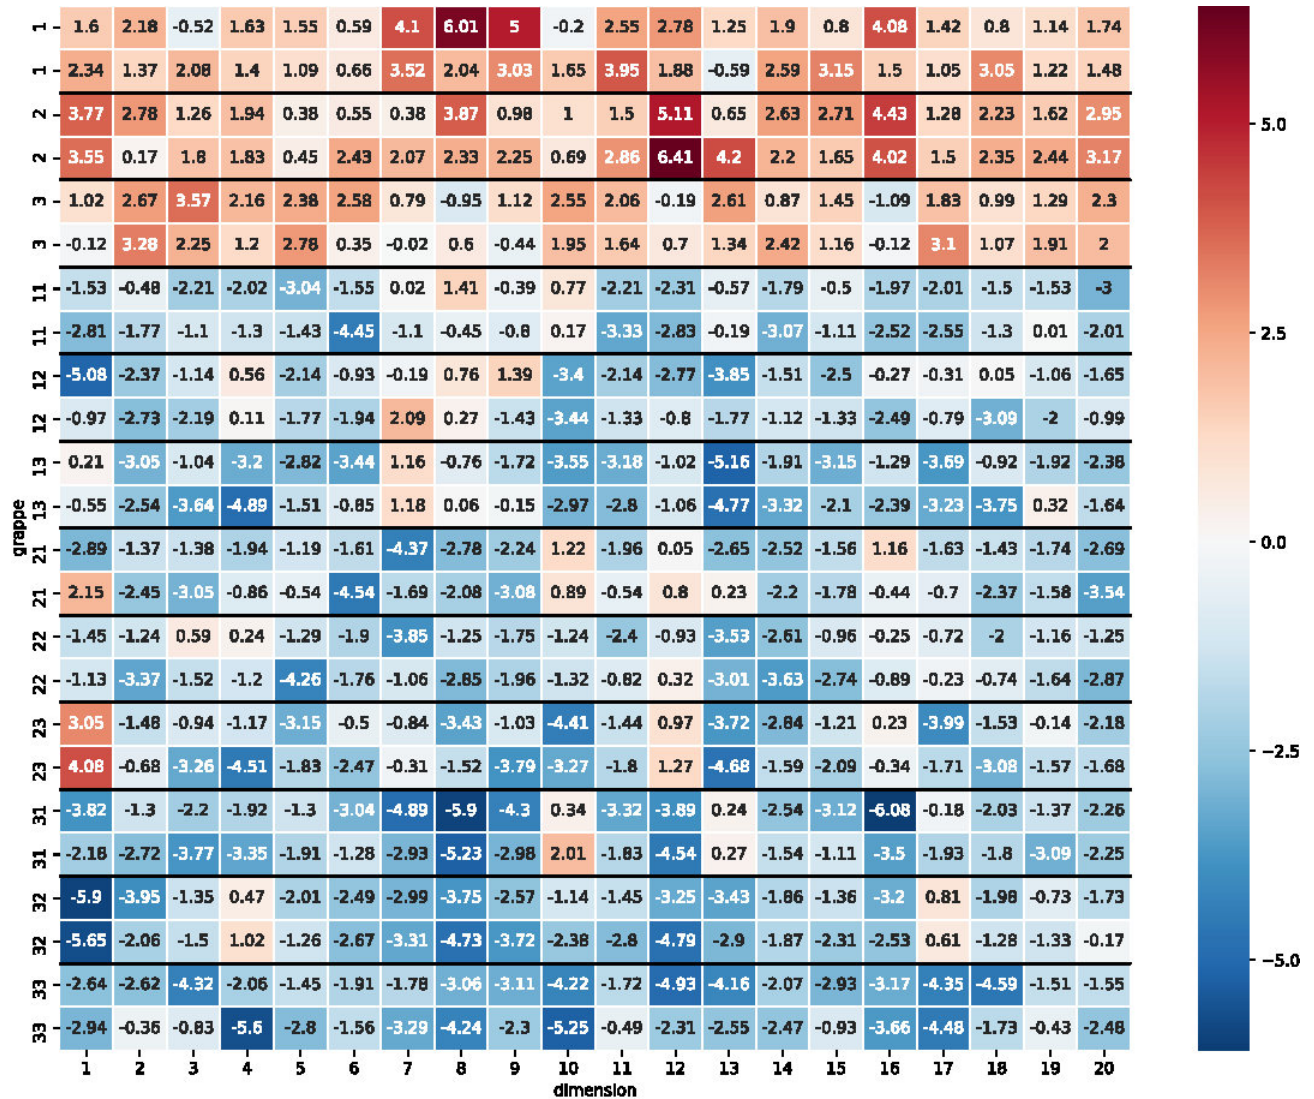 1 1.6 2.18 -0.52 1.63 1.55 0.59 4.1 6.01 5 -0.2 2.55 2.78 1.25 1.9 0.8 4.08 1.42 0.8 1.14 1.74
1 2.34 1.37 2.08 1.4 1.09 0.66 3.52 2.04 3.03 1.65 3.95 1.88 -0.59 2.59 3.15 1.5 1.05 3.05 1.22 1.48
2 3.77 2.78 1.26 1.94 0.38 0.55 0.38 3.87 0.98 1 1.5 5.11 0.65 2.63 2.71 4.43 1.28 2.23 1.62 2.95
5.0
2 3.55 0.17 1.8 1.83 0.45 2.43 2.07 2.33 2.25 0.69 2.86 6.41 4.2 2.2 1.65 4.02 1.5 2.35 2.44 3.17
3 1.02 2.67 3.57 2.16 2.38 2.58 0.79 -0.95 1.12 2.55 2.06 -0.19 2.61 0.87 1.45 -1.09 1.83 0.99 1.29 2.3
3 -0.12 3.28 2.25 1.2 2.78 0.35 -0.02 0.6 -0.44 1.95 1.64 0.7 1.34 2.42 1.16 -0.12 3.1 1.07 1.91 2
11 -1.53 -0.48 -2.21 -2.02 -3.04 -1.55 0.02 1.41 -0.39 0.77 -2.21 -2.31 -0.57 -1.79 -0.5 -1.97 -2.01 -1.5 -1.53 -3
11 -2.81 -1.77 -1.1 -1.3 -1.43 -4.45 -1.1 -0.45 -0.8 0.17 -3.33 -2.83 -0.19 -3.07 -1.11 -2.52 -2.55 -1.3 0.01 -2.01
2.5
12 -5.08 -2.37 -1.14 0.56 -2.14 -0.93 -0.19 0.76 1.39 -3.4 -2.14 -2.77 -3.85 -1.51 -2.5 -0.27 -0.31 0.05 -1.06 -1.65
12 -0.97 -2.73 -2.19 0.11 -1.77 -1.94 2.09 0.27 -1.43 -3.44 -1.33 -0.8 -1.77 -1.12 -1.33 -2.49 -0.79 -3.09 -2 -0.99
13 0.21 -3.05 -1.04 -3.2 -2.82 -3.44 1.16 -0.76 -1.72 -3.55 -3.18 -1.02 -5.16 -1.91 -3.15 -1.29 -3.69 -0.92 -1.92 -2.38
13 -0.55 -2.54 -3.64 -4.89 -1.51 -0.85 1.18 0.06 -0.15 -2.97 -2.8 -1.06 -4.77 -3.32 -2.1 -2.39 -3.23 -3.75 0.32 -1.64
grappe
21 -2.89 -1.37 -1.38 -1.94 -1.19 -1.61 -4.37 -2.78 -2.24 1.22 -1.96 0.05 -2.65 -2.52 -1.56 1.16 -1.63 -1.43 -1.74 -2.69
0.0
21 2.15 -2.45 -3.05 -0.86 -0.54 -4.54 -1.69 -2.08 -3.08 0.89 -0.54 0.8 0.23 -2.2 -1.78 -0.44 -0.7 -2.37 -1.58 -3.54
22 -1.45 -1.24 0.59 0.24 -1.29 -1.9 -3.85 -1.25 -1.75 -1.24 -2.4 -0.93 -3.53 -2.61 -0.96 -0.25 -0.72 -2 -1.16 -1.25
22 -1.13 -3.37 -1.52 -1.2 -4.26 -1.76 -1.06 -2.85 -1.96 -1.32 -0.82 0.32 -3.01 -3.63 -2.74 -0.89 -0.23 -0.74 -1.64 -2.87
23 3.05 -1.48 -0.94 -1.17 -3.15 -0.5 -0.84 -3.43 -1.03 -4.41 -1.44 0.97 -3.72 -2.84 -1.21 0.23 -3.99 -1.53 -0.14 -2.18
−2.5
23 4.08 -0.68 -3.26 -4.51 -1.83 -2.47 -0.31 -1.52 -3.79 -3.27 -1.8 1.27 -4.68 -1.59 -2.09 -0.34 -1.71 -3.08 -1.57 -1.68
31 -3.82 -1.3 -2.2 -1.92 -1.3 -3.04 -4.89 -5.9 -4.3 0.34 -3.32 -3.89 0.24 -2.54 -3.12 -6.08 -0.18 -2.03 -1.37 -2.26
31 -2.18 -2.72 -3.77 -3.35 -1.91 -1.28 -2.93 -5.23 -2.98 2.01 -1.83 -4.54 0.27 -1.54 -1.11 -3.5 -1.93 -1.8 -3.09 -2.25
32 -5.9 -3.95 -1.35 0.47 -2.01 -2.49 -2.99 -3.75 -2.57 -1.14 -1.45 -3.25 -3.43 -1.86 -1.36 -3.2 0.81 -1.98 -0.73 -1.73
32 -5.65 -2.06 -1.5 1.02 -1.26 -2.67 -3.31 -4.73 -3.72 -2.38 -2.8 -4.79 -2.9 -1.87 -2.31 -2.53 0.61 -1.28 -1.33 -0.17
−5.0
33 -2.64 -2.62 -4.32 -2.06 -1.45 -1.91 -1.78 -3.06 -3.11 -4.22 -1.72 -4.93 -4.16 -2.07 -2.93 -3.17 -4.35 -4.59 -1.51 -1.55
33 -2.94 -0.36 -0.83 -5.6 -2.8 -1.56 -3.29 -4.24 -2.3 -5.25 -0.49 -2.31 -2.55 -2.47 -0.93 -3.66 -4.48 -1.73 -0.43 -2.48
1 2 3 4 5 6 7 8 9 10 11 12 13 14 15 16 17 18 19 20
dimension